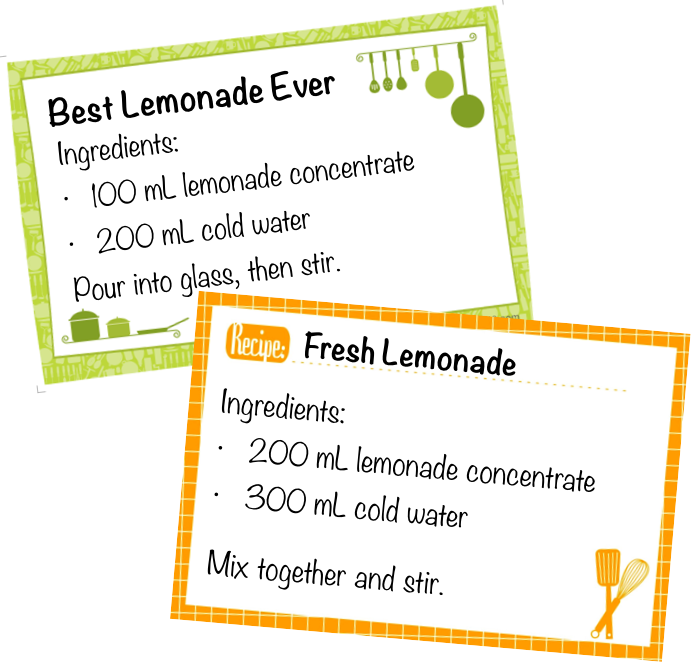 Best Lemonade Ever
Ingredients:
• 100 mL lemonade concentrate
• 200 mL cold water
Pour into glass, then stir.
Recipe: Fresh Lemonade
Ingredients:
• 200 mL lemonade concentrate
• 300 mL cold water
Mix together and stir.